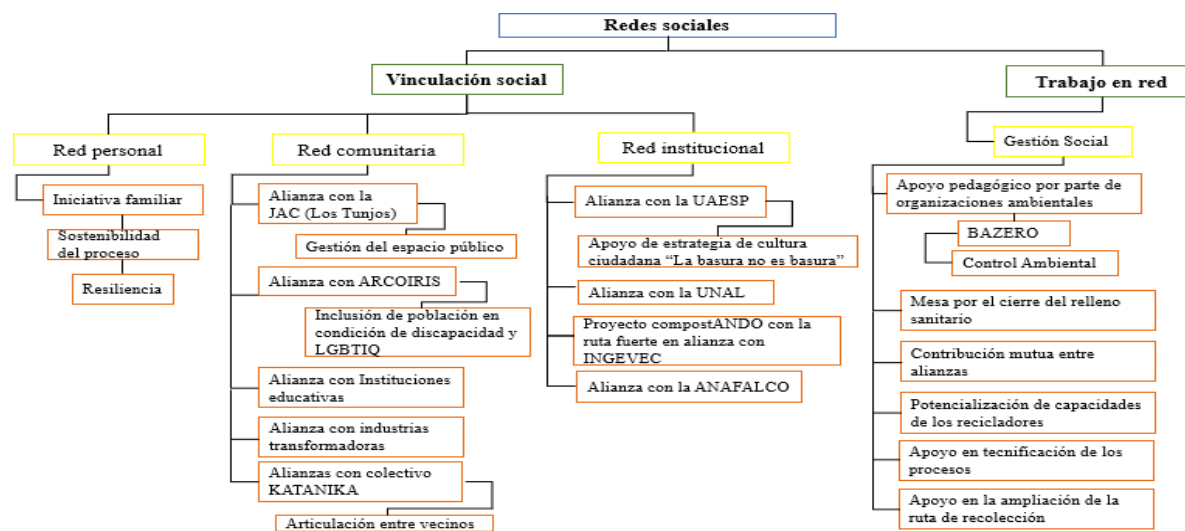 Redes sociales
Vinculación social
Trabajo en red
Red personal
Iniciativa familiar
Sostenibilidad
del proceso
Resiliencia
Red comunitaria
Alianza con la
JAC (Los Tunjos)
Gestión del espacio público
Alianza con ARCOIRIS
Inclusión de población en
condición de discapacidad y
LGBTIQ
Alianza con Instituciones
educativas
Alianza con industrias
transformadoras
Alianzas con colectivo
KATANIKA
Articulación entre vecinos
Red institucional
Alianza con la UAESP
Apoyo de estrategia de cultura
ciudadana “La basura no es basura”
Alianza con la UNAL
Proyecto compostANDO con la
ruta fuerte en alianza con
INGEVEC
Alianza con la ANAFALCO
Gestión Social
Apoyo pedagógico por parte de
organizaciones ambientales
BAZERO
Control Ambiental
Mesa por el cierre del relleno
sanitario
Contribución mutua entre
alianzas
Potencialización de capacidades
de los recicladores
Apoyo en tecnificación de los
procesos
Apoyo en la ampliación de la
ruta de recolección